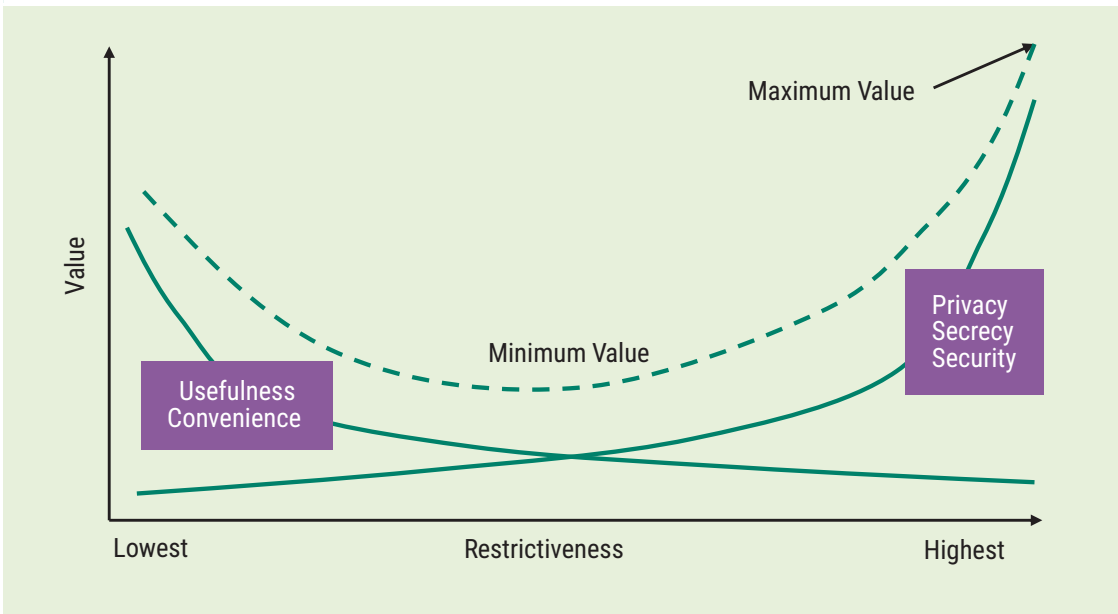 Maximum Value
Value
Privacy
Secrecy
Security
Minimum Value
Usefulness
Convenience
Lowest
Restrictiveness
Highest